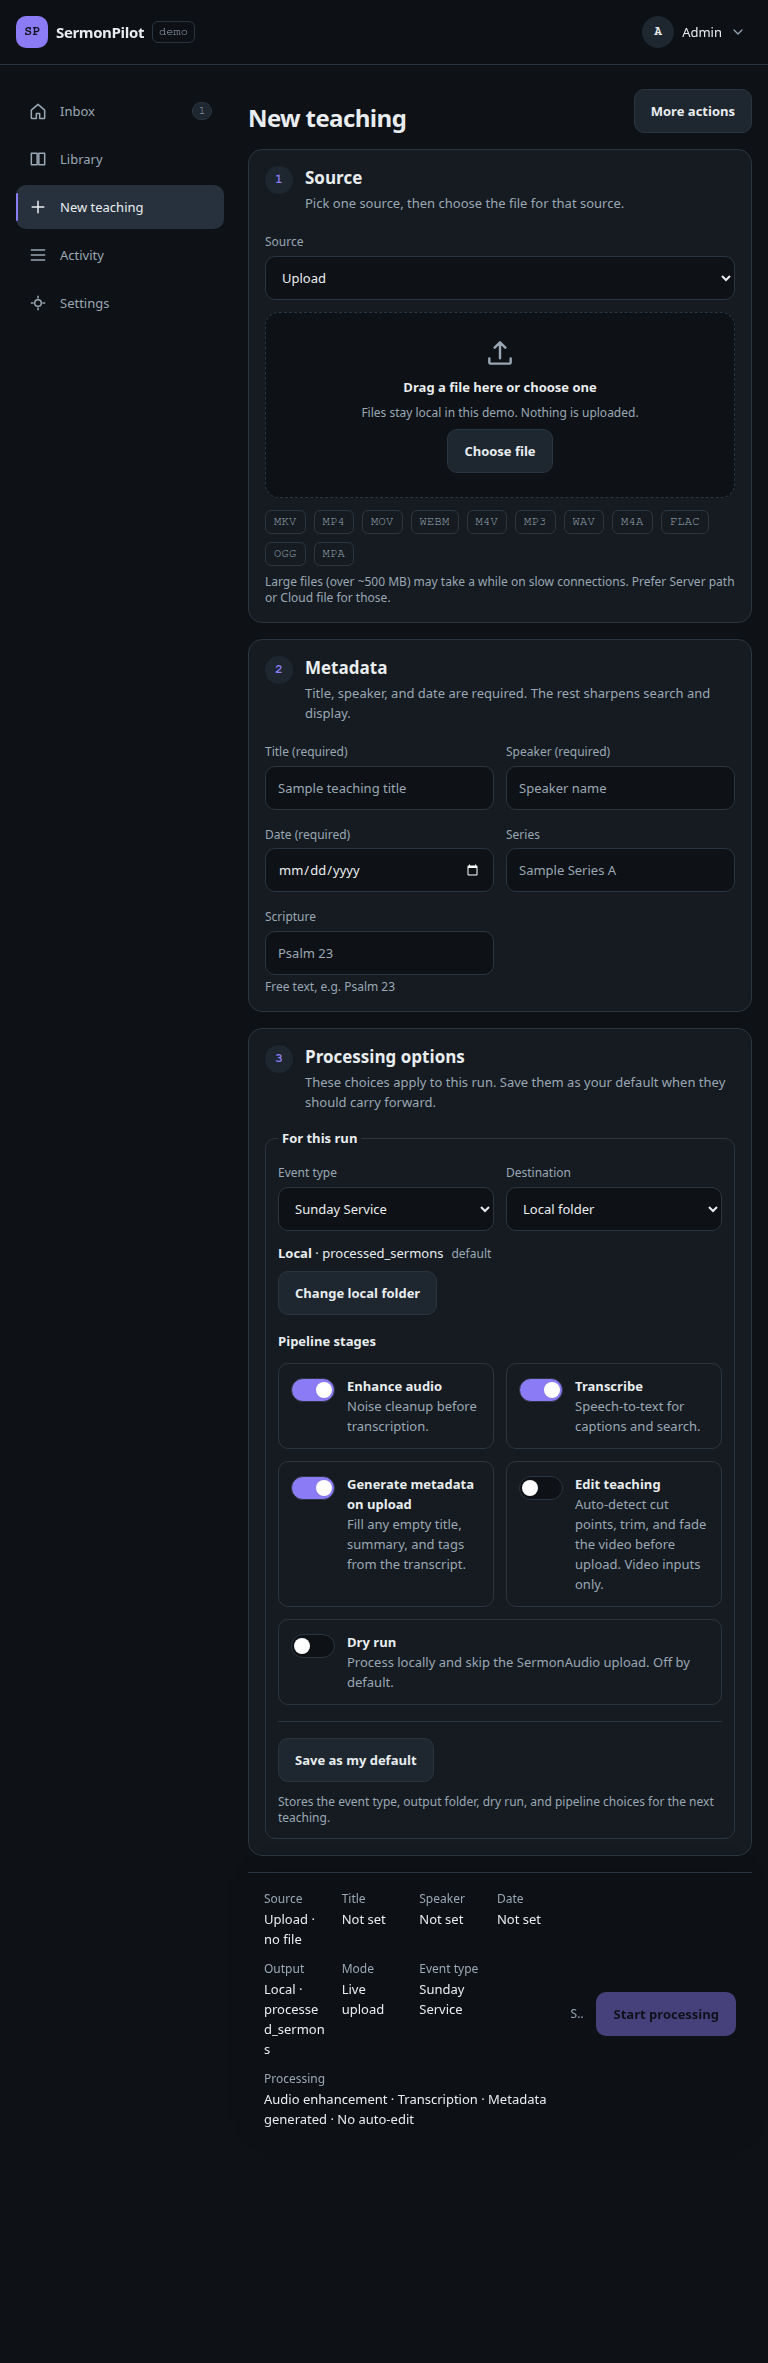 SP SermonPilot demo
A Admin
Inbox 1
Library
New teaching
Activity
Settings
New teaching
More actions
1 Source
Pick one source, then choose the file for that source.
Source
Upload
Drag a file here or choose one
Files stay local in this demo. Nothing is uploaded.
Choose file
MKV MP4 MOV WEBM M4V MP3 WAV M4A FLAC
OGG MPA
Large files (over ~500 MB) may take a while on slow connections. Prefer Server path
or Cloud file for those.
2 Metadata
Title, speaker, and date are required. The rest sharpens search and
display.
Title (required)
Sample teaching title
Speaker (required)
Speaker name
Date (required)
mm/dd/yyyy
Series
Sample Series A
Scripture
Psalm 23
Free text, e.g. Psalm 23
3 Processing options
These choices apply to this run. Save them as your default when they
should carry forward.
For this run
Event type
Sunday Service
Destination
Local folder
Local · processed_sermons default
Change local folder
Pipeline stages
Enhance audio
Noise cleanup before
transcription.
Transcribe
Speech-to-text for
captions and search.
Generate metadata
on upload
Fill any empty title,
summary, and tags
from the transcript.
Edit teaching
Auto-detect cut
points, trim, and fade
the video before
upload. Video inputs
only.
Dry run
Process locally and skip the SermonAudio upload. Off by
default.
Save as my default
Stores the event type, output folder, dry run, and pipeline choices for the next
teaching.
Source
Upload ·
no file
Title
Not set
Speaker
Not set
Date
Not set
Output
Local ·
processe
d_sermon
s
Mode
Live
upload
Event type
Sunday
Service
Processing
Audio enhancement · Transcription · Metadata
generated · No auto-edit
S..
Start processing